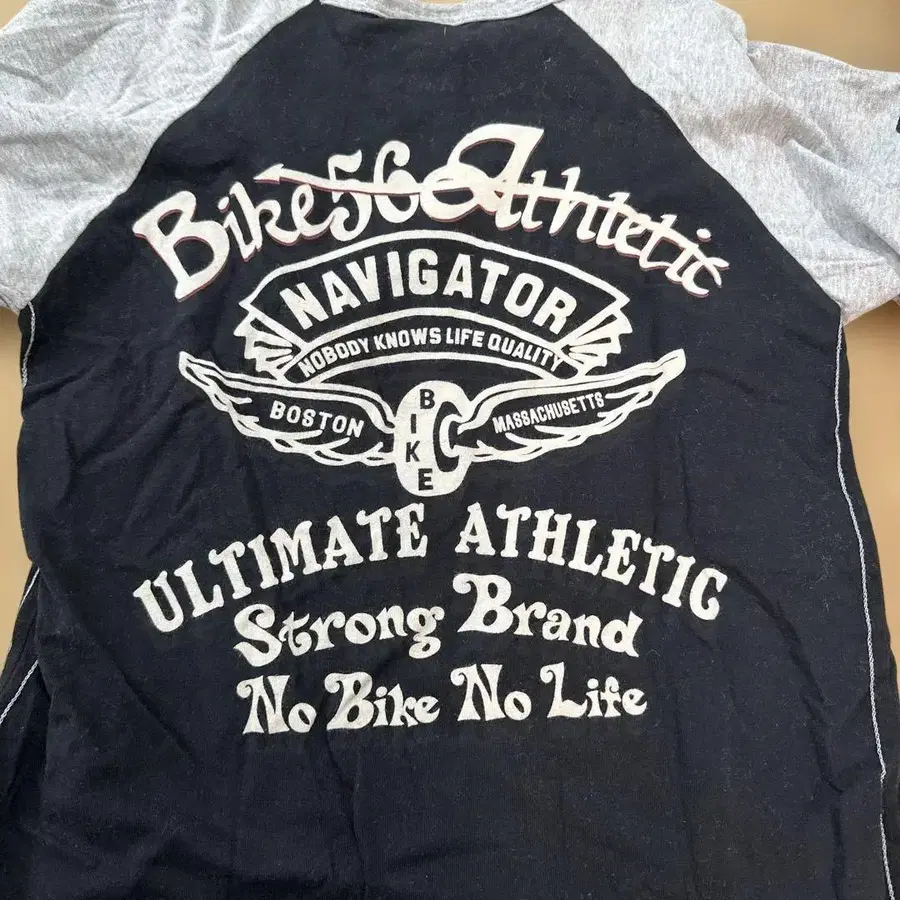 Bike56Athletic
NAVIGATOR
NOBODY KNOWS LIFE QUALITY
BOSTON
BIKE
MASSACHUSETTS
ULTIMATE ATHLETIC
Strong Brand
No Bike No Life